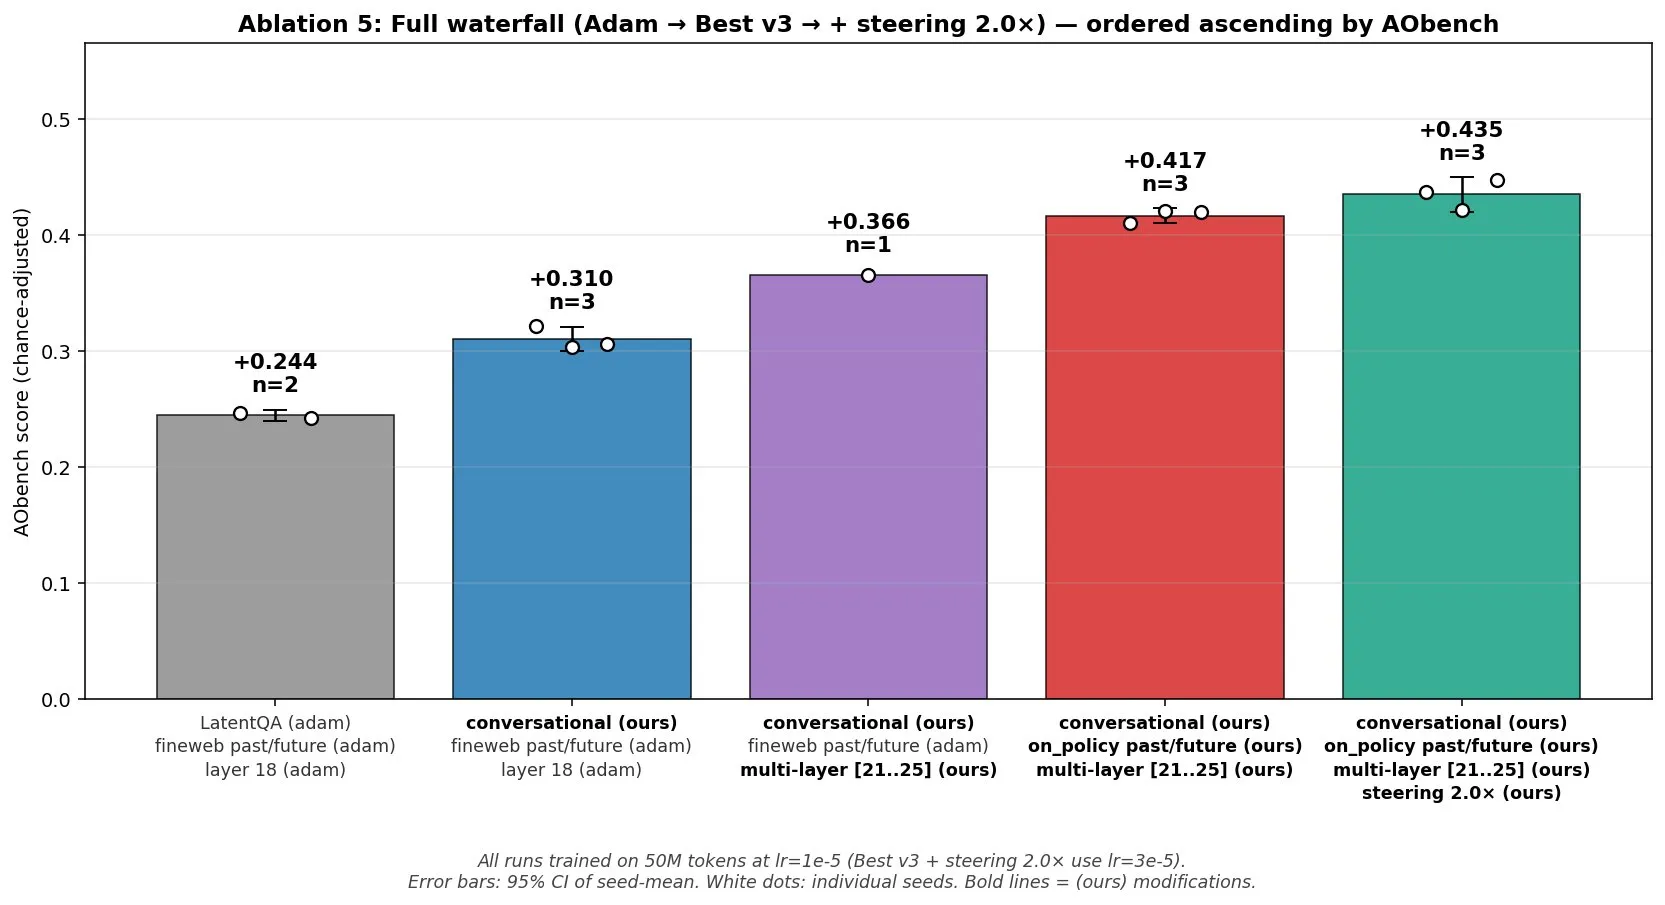 Ablation 5: Full waterfall (Adam → Best v3 → + steering 2.0×) — ordered ascending by AObench
AObench score (chance-adjusted)
0.5
0.4
0.3
0.2
0.1
0.0
+0.244
n=2
+0.310
n=3
+0.366
n=1
+0.417
n=3
+0.435
n=3
LatentQA (adam)
fineweb past/future (adam)
layer 18 (adam)
conversational (ours)
fineweb past/future (adam)
layer 18 (adam)
conversational (ours)
fineweb past/future (adam)
multi-layer [21..25] (ours)
conversational (ours)
on_policy past/future (ours)
multi-layer [21..25] (ours)
conversational (ours)
on_policy past/future (ours)
multi-layer [21..25] (ours)
steering 2.0× (ours)
All runs trained on 50M tokens at lr=1e-5 (Best v3 + steering 2.0× use lr=3e-5).
Error bars: 95% CI of seed-mean. White dots: individual seeds. Bold lines = (ours) modifications.